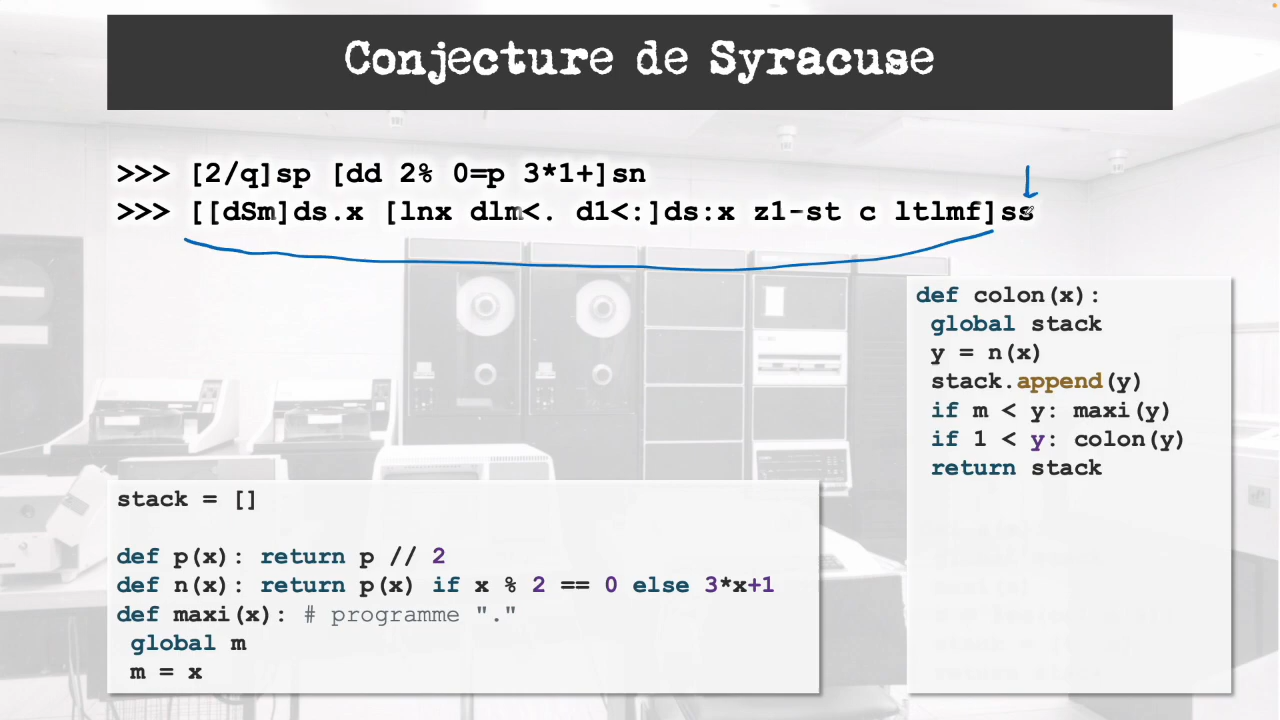 Conjecture de Syracuse
>>> [2/q]sp [dd 2% 0=p 3*1+]sn
>>> [[dSm]ds.x [lnx dlm<. d1<:]ds:x z1-st c ltlmf]ss
def colon(x):
global stack
y = n(x)
stack.append(y)
if m < y: maxi(y)
if 1 < y: colon(y)
return stack
stack = []
def p(x): return p // 2
def n(x): return p(x) if x % 2 == 0 else 3*x+1
def maxi(x): # programme "."
global m
m = x